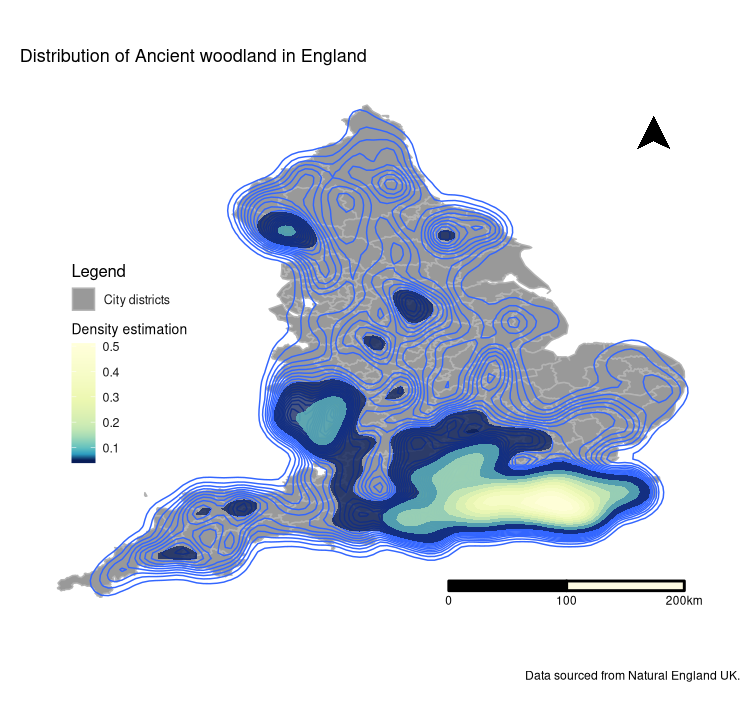 Distribution of Ancient woodland in England
Legend
City districts
Density estimation
0.5
0.4
0.3
0.2
0.1
0
100
200km
Data sourced from Natural England UK.